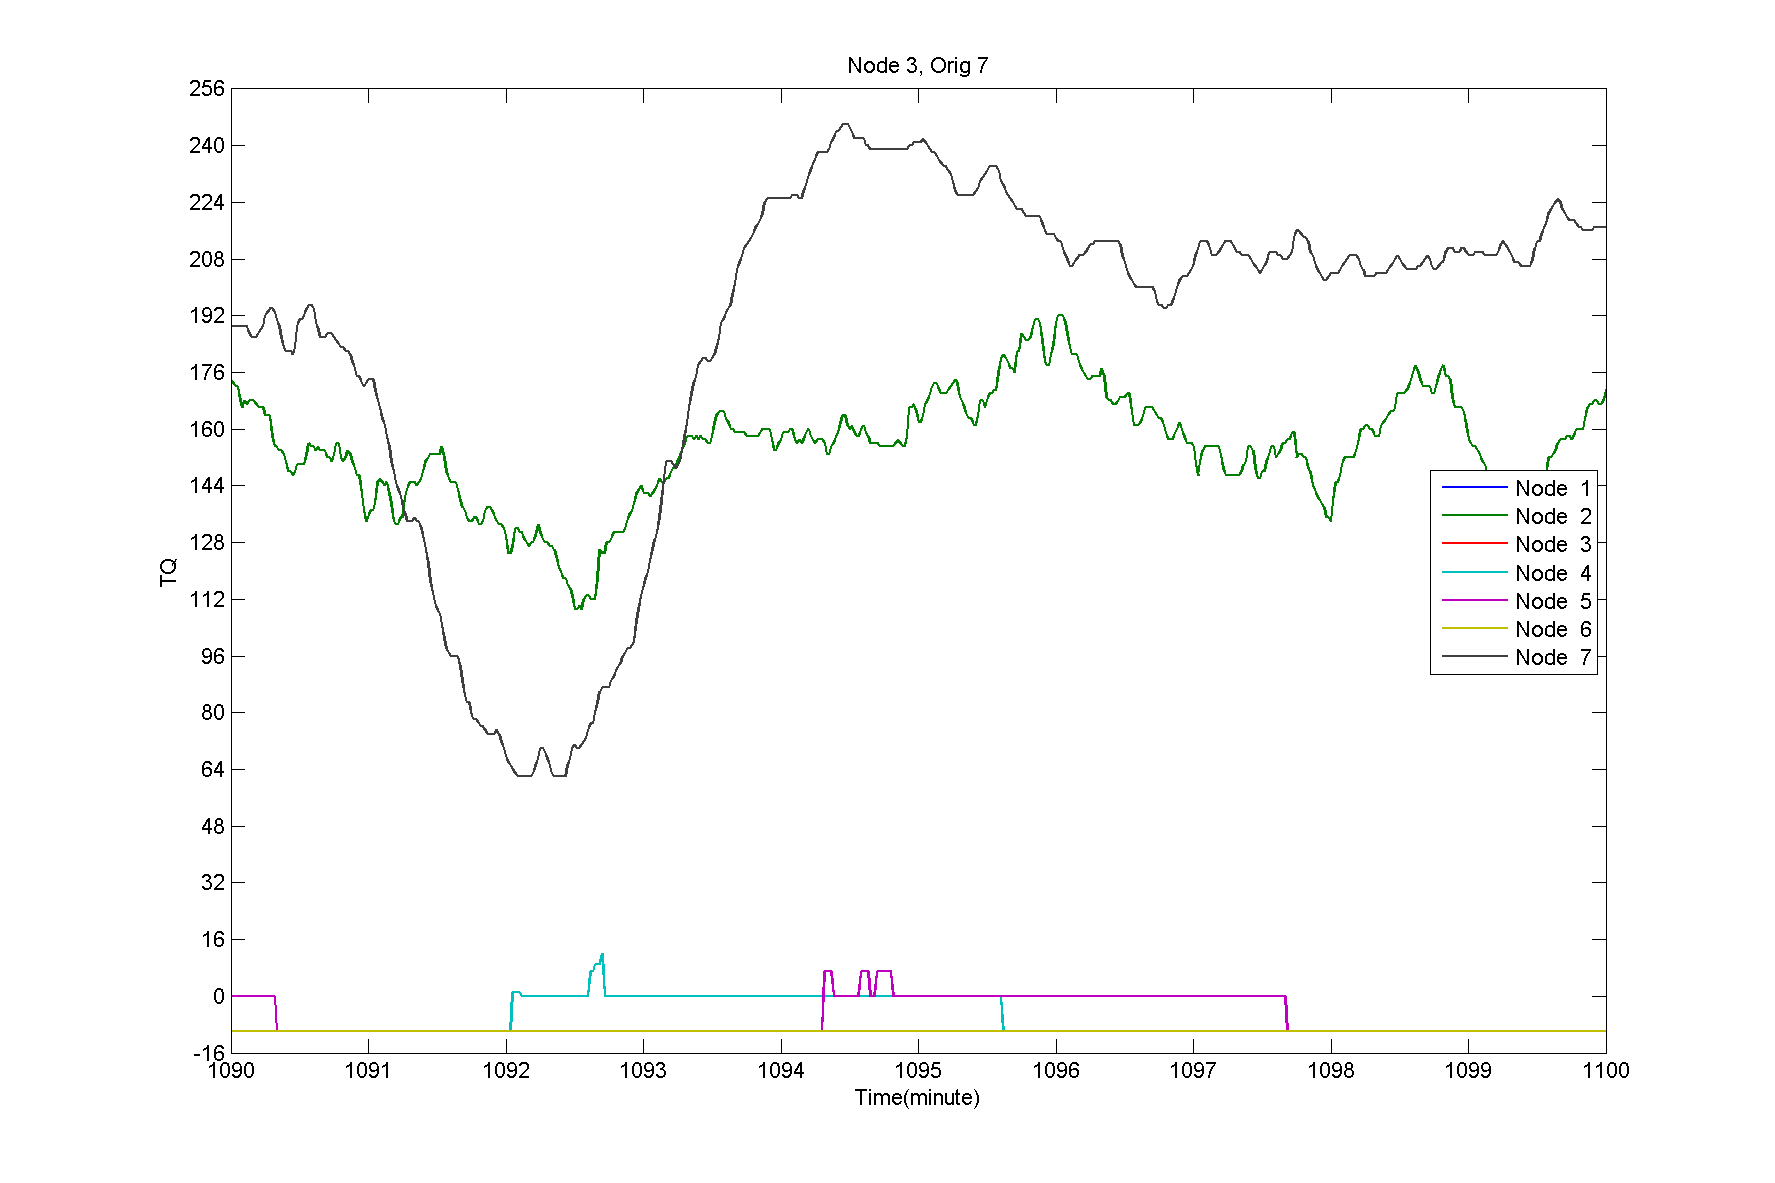 Node 3, Orig 7
256
240
224
208
192
176
160
144
128
112
96
80
64
48
32
16
0
-16
TQ
Node 1
Node 2
Node 3
Node 4
Node 5
Node 6
Node 7
1090 1091 1092 1093 1094 1095 1096 1097 1098 1099 1100
Time(minute)